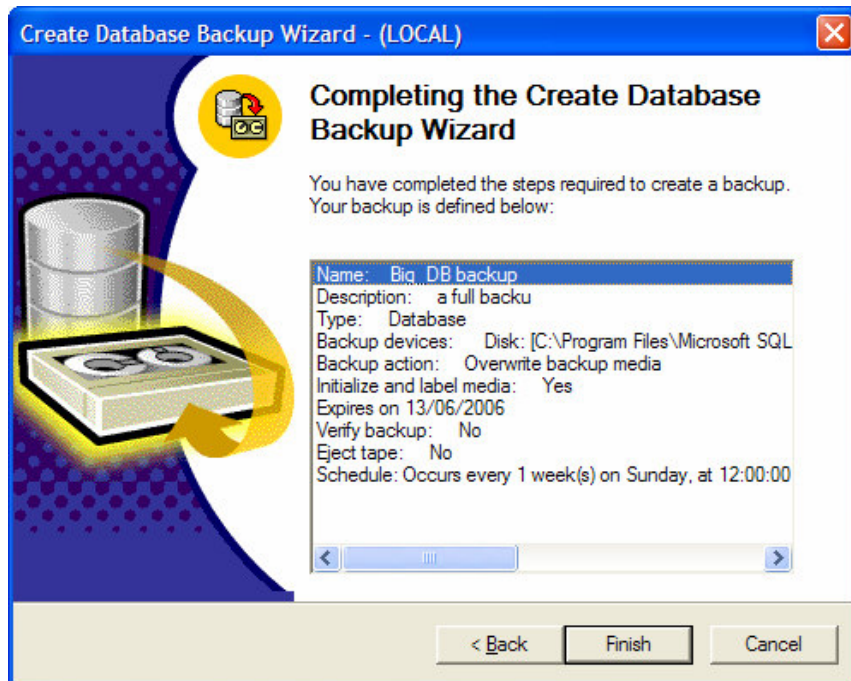 Create Database Backup Wizard - (LOCAL)
Completing the Create Database
Backup Wizard
You have completed the steps required to create a backup.
Your backup is defined below:
Name: Big_DB backup
Description: a full backu
Type: Database
Backup devices: Disk: [C:\Program Files\Microsoft SQL
Backup action: Overwrite backup media
Initialize and label media: Yes
Expires on 13/06/2006
Verify backup: No
Eject tape: No
Schedule: Occurs every 1 week(s) on Sunday, at 12:00:00
< Back Finish Cancel